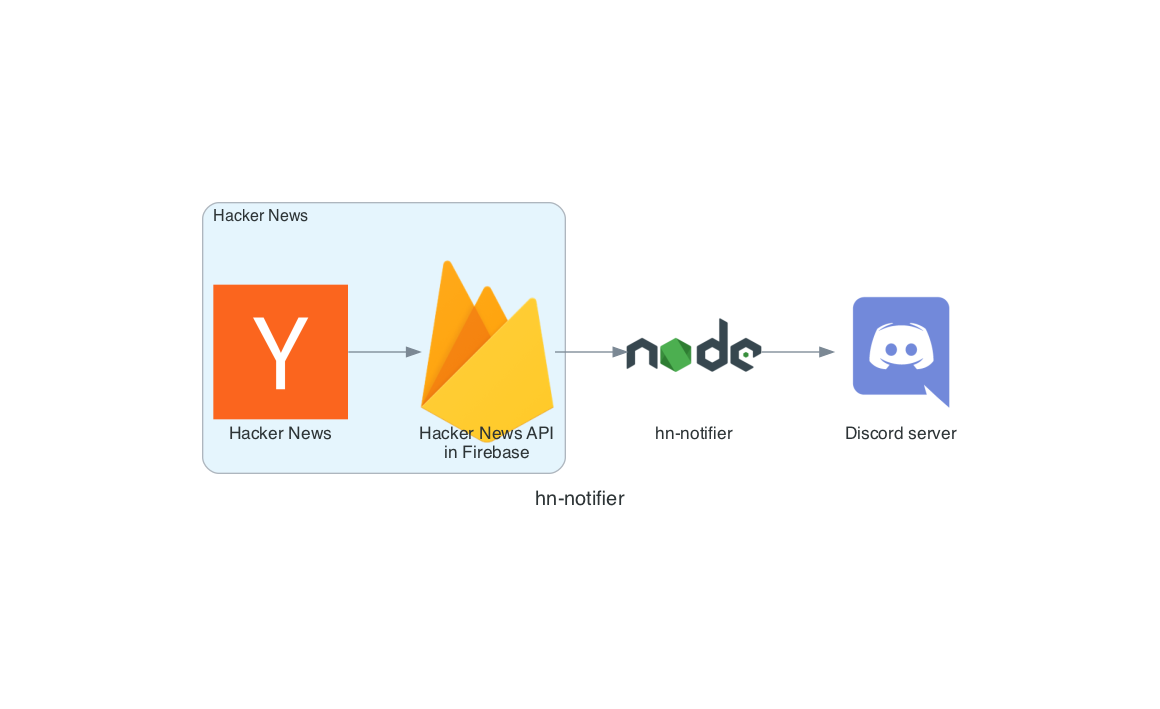 Hacker News
Y
node
Hacker News
Hacker News API
in Firebase
hn-notifier
Discord server
hn-notifier